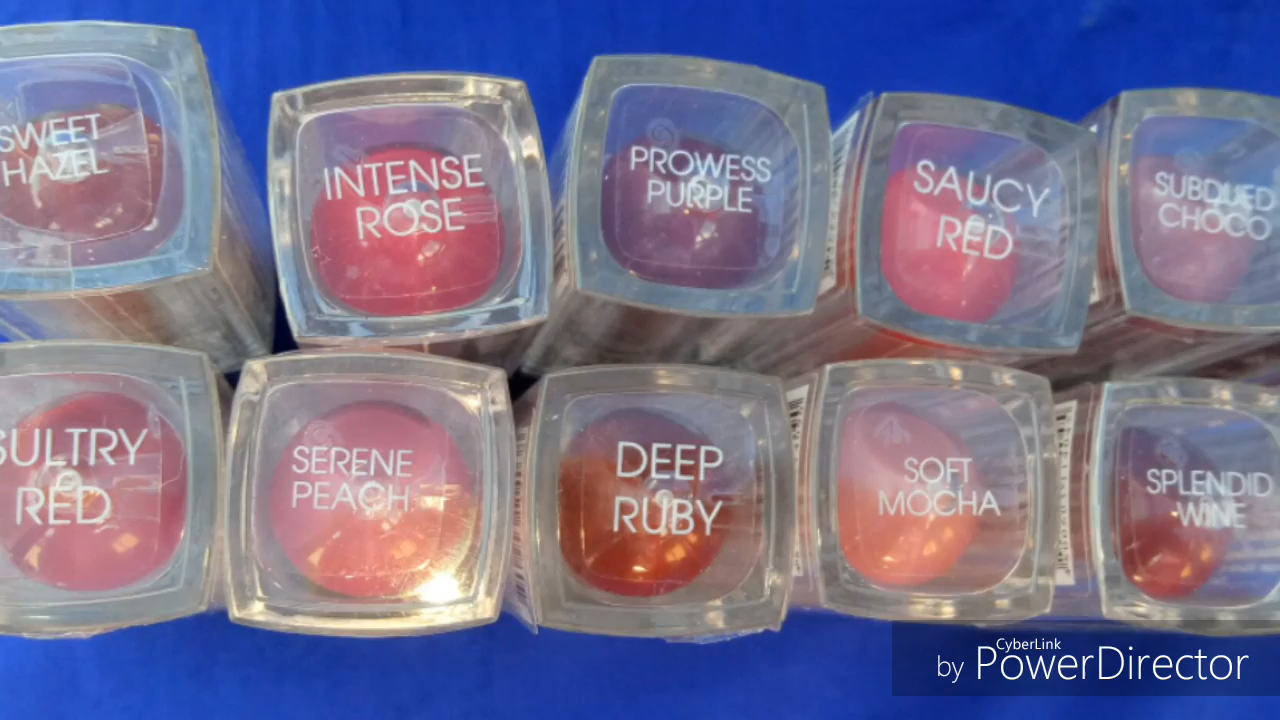 SWEET
HAZEL
INTENSE
ROSE
PROWESS
PURPLE
SAUCY
RED
SUBDUED
CHOCO
SULTRY
RED
SERENE
PEACH
DEEP
RUBY
SOFT
MOCHA
SPLENDID
WINE
CyberLink
by PowerDirector